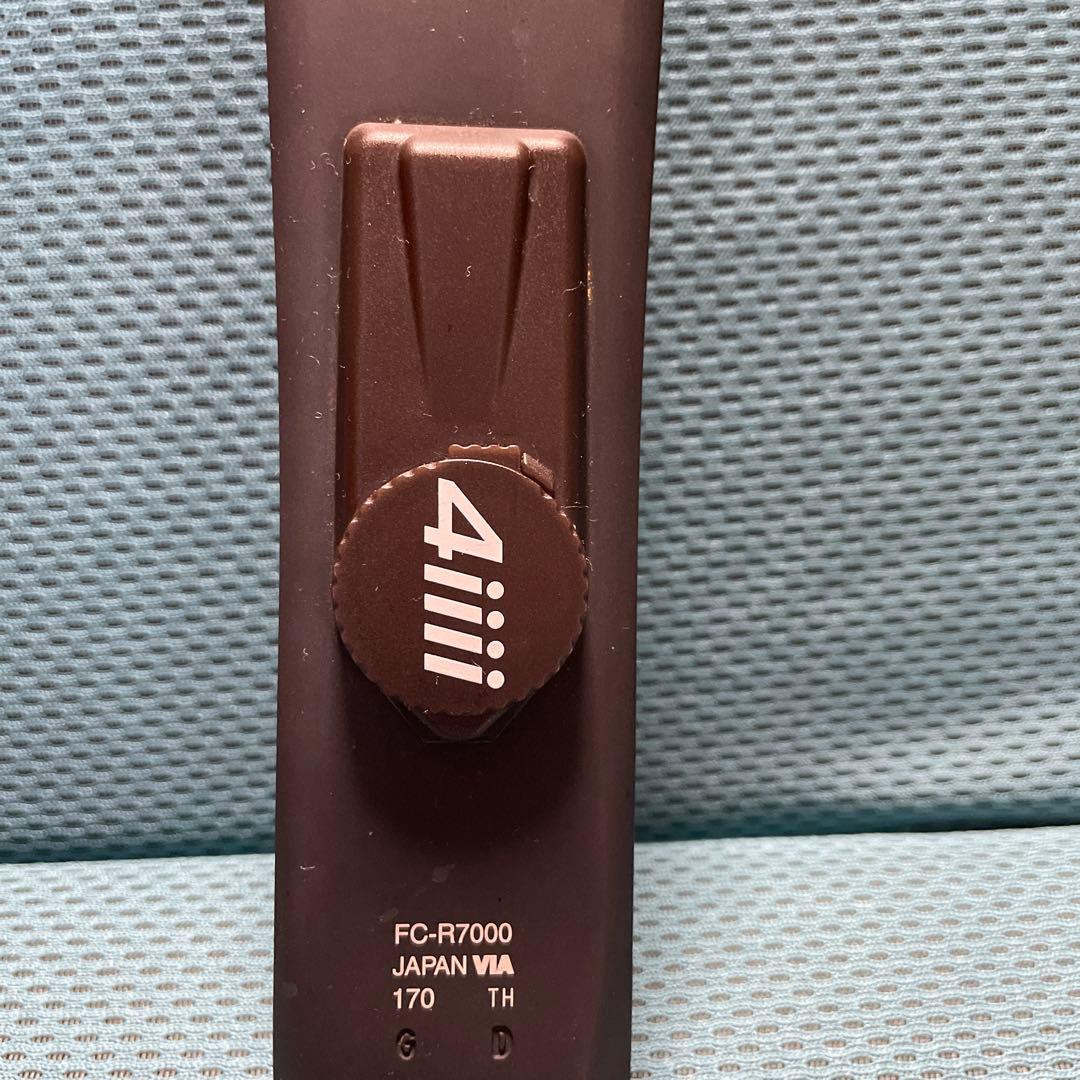 4iiii
FC-R7000
JAPAN VIA
170 TH
G D